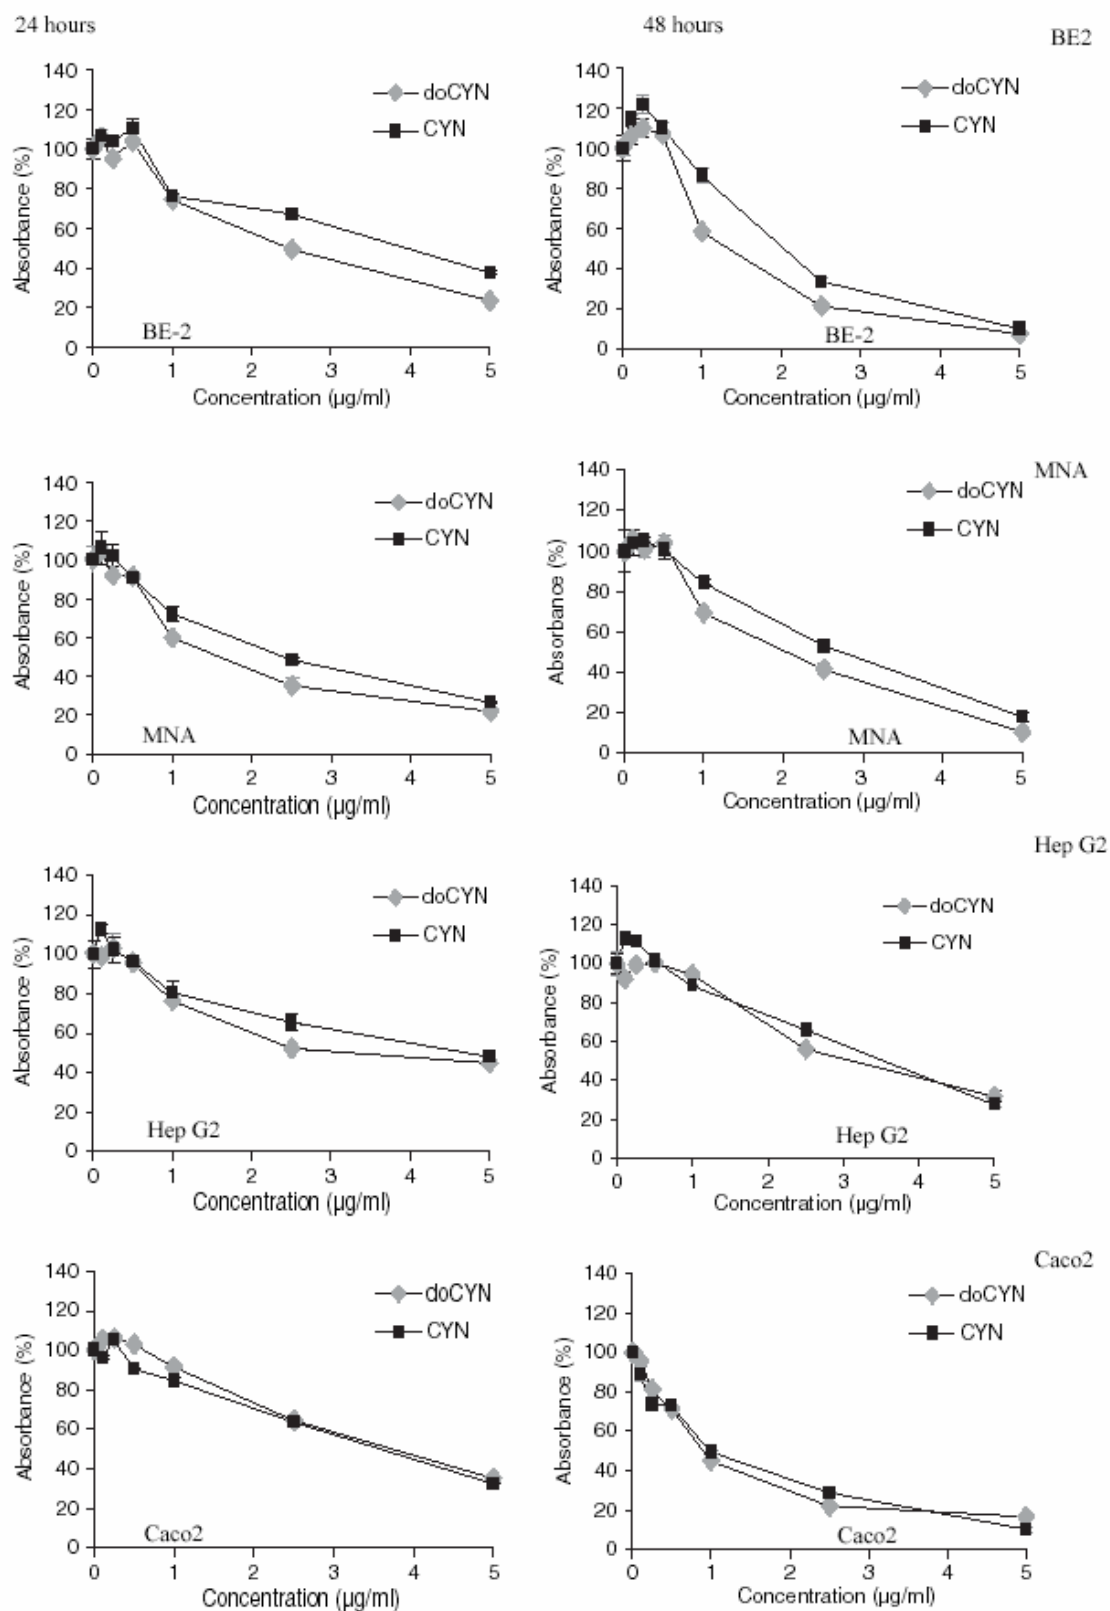 24 hours
48 hours
BE2
140
120
100
80
60
40
20
0
Absorbance (%)
doCYN
CYN
BE-2
0 1 2 3 4 5
Concentration (µg/ml)
140
120
100
80
60
40
20
0
Absorbance (%)
doCYN
CYN
BE-2
0 1 2 3 4 5
Concentration (µg/ml)
MNA
140
120
100
80
60
40
20
0
Absorbance (%)
doCYN
CYN
MNA
0 1 2 3 4 5
Concentration (µg/ml)
140
120
100
80
60
40
20
0
Absorbance (%)
doCYN
CYN
MNA
0 1 2 3 4 5
Concentration (µg/ml)
Hep G2
140
120
100
80
60
40
20
0
Absorbance (%)
doCYN
CYN
Hep G2
0 1 2 3 4 5
Concentration (µg/ml)
140
120
100
80
60
40
20
0
Absorbance (%)
doCYN
CYN
Hep G2
0 1 2 3 4 5
Concentration (µg/ml)
Caco2
140
120
100
80
60
40
20
0
Absorbance (%)
doCYN
CYN
Caco2
0 1 2 3 4 5
Concentration (µg/ml)
140
120
100
80
60
40
20
0
Absorbance (%)
doCYN
CYN
Caco2
0 1 2 3 4 5
Concentration (µg/ml)